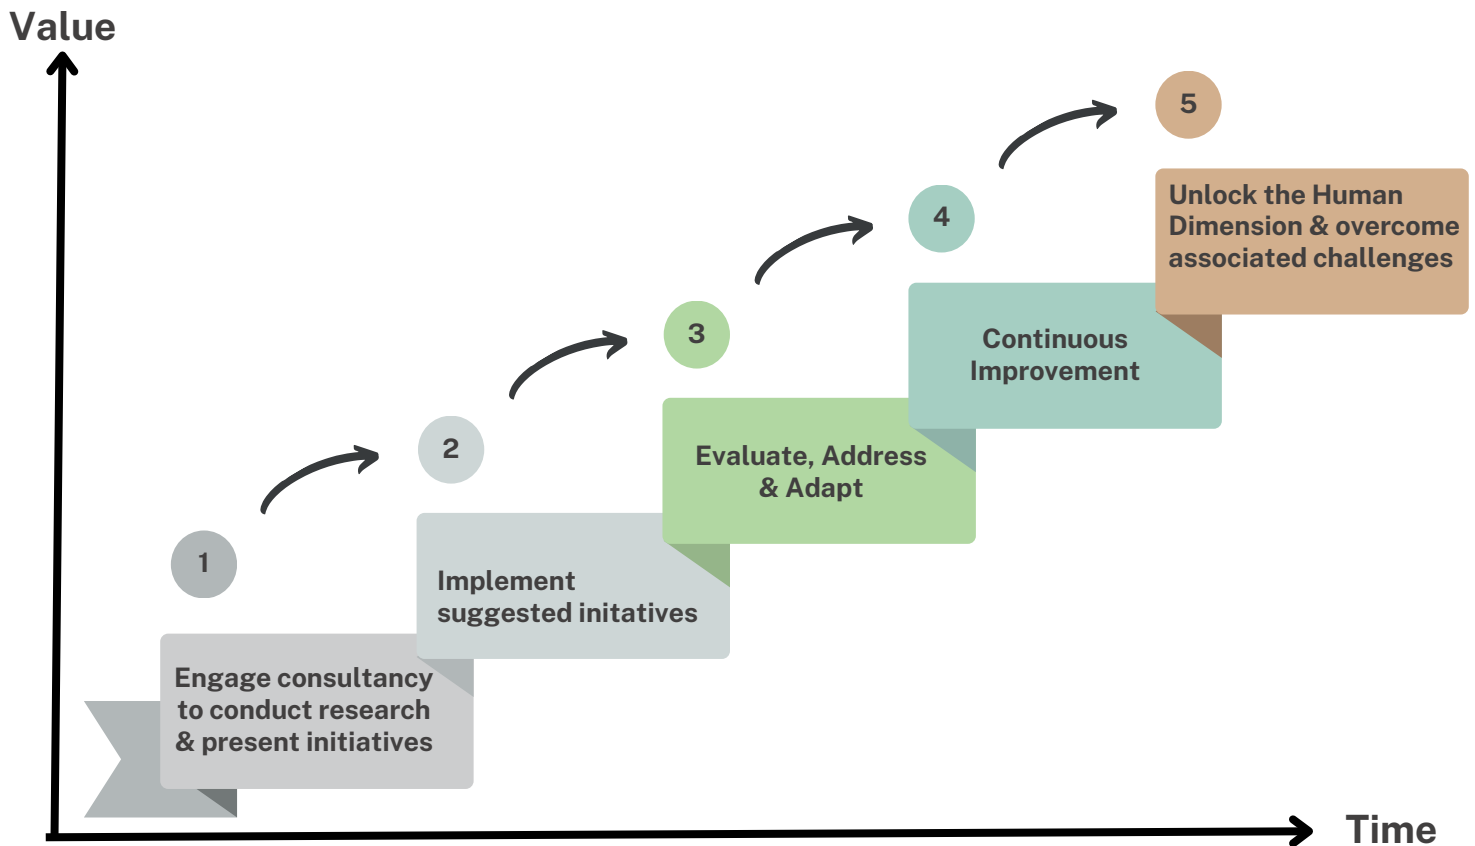 Value
5
Unlock the Human
Dimension & overcome
associated challenges
4
Continuous
Improvement
3
Evaluate, Address
& Adapt
2
Implement
suggested initatives
1
Engage consultancy
to conduct research
& present initiatives
Time